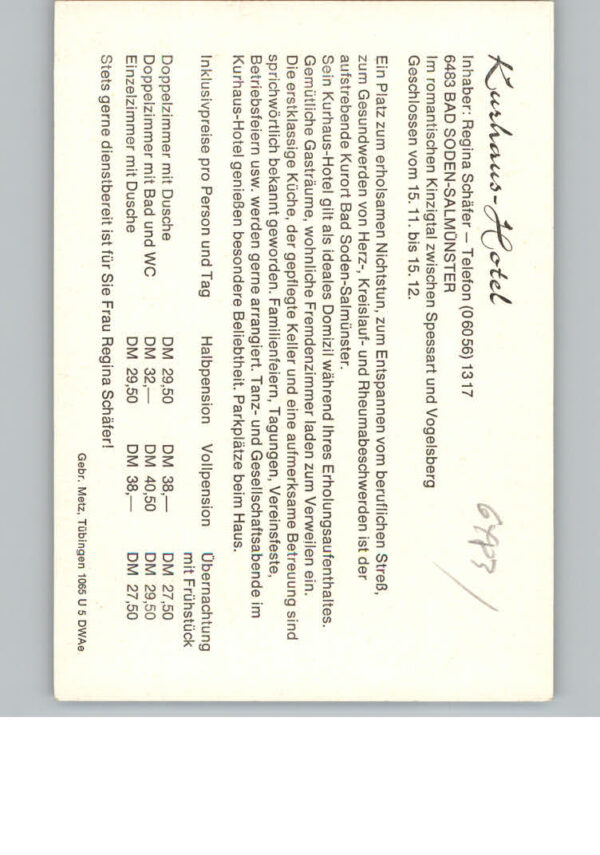 Kurhaus-Hotel
Inhaber: Regina Schäfer – Telefon (0 60 56) 13 17
6483 BAD SODEN-SALMÜNSTER
Im romantischen Kinzigtal zwischen Spessart und Vogelsberg
Geschlossen vom 15. 11. bis 15. 12.
6483/
Ein Platz zum erholsamen Nichtstun, zum Entspannen vom beruflichen Streß,
zum Gesundwerden von Herz-, Kreislauf- und Rheumabeschwerden ist der
aufstrebende Kurort Bad Soden-Salmünster.
Sein Kurhaus-Hotel gilt als ideales Domizil während Ihres Erholungsaufenthaltes.
Gemütliche Gasträume, wohnliche Fremdenzimmer laden zum Verweilen ein.
Die erstklassige Küche, der gepflegte Keller und eine aufmerksame Betreuung sind
sprichwörtlich bekannt geworden. Familienfeiern, Tagungen, Vereinsfeste,
Betriebsfeiern usw. werden gerne arrangiert. Tanz- und Gesellschaftsabende im
Kurhaus-Hotel genießen besondere Beliebtheit. Parkplätze beim Haus.
Inklusivpreise pro Person und Tag Halbpension Vollpension Übernachtung
mit Frühstück
Doppelzimmer mit Dusche DM 29,50 DM 38,— DM 27,50
Doppelzimmer mit Bad und WC DM 32,— DM 40,50 DM 29,50
Einzelzimmer mit Dusche DM 29,50 DM 38,— DM 27,50
Stets gerne dienstbereit ist für Sie Frau Regina Schäfer!
Gebr. Metz, Tübingen 1065 U 5 DWAe